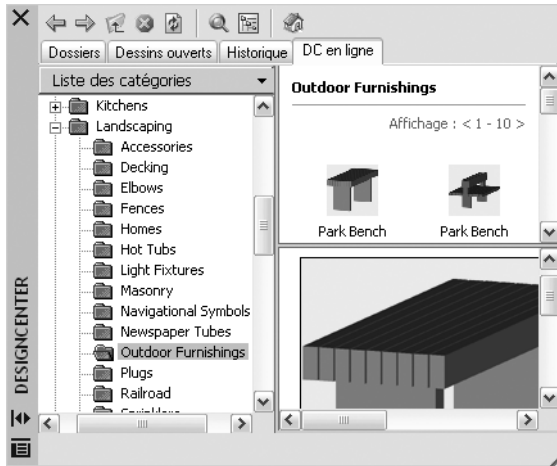 Dossiers Dessins ouverts Historique DC en ligne
Liste des catégories
Kitchens
Landscaping
Accessories
Decking
Elbows
Fences
Homes
Hot Tubs
Light Fixtures
Masonry
Navigational Symbols
Newspaper Tubes
Outdoor Furnishings
Plugs
Railroad
Outdoor Furnishings
Affichage : < 1 - 10 >
Park Bench Park Bench
DESIGNCENTER